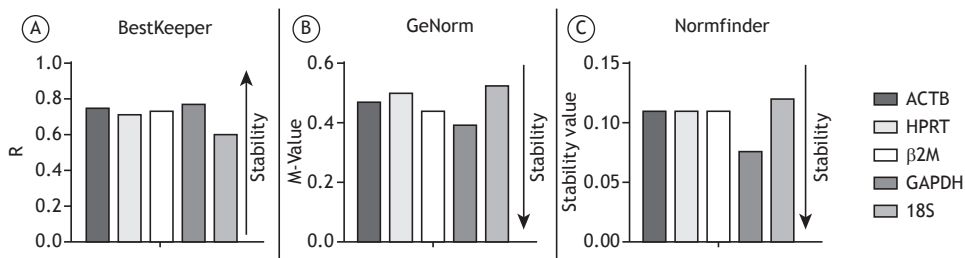 A BestKeeper
1.0
0.8
0.6
0.4
0.2
0.0
R
Stability
B GeNorm
0.6
0.4
0.2
0.0
M-Value
Stability
C Normfinder
0.15
0.10
0.05
0.00
Stability value
Stability
ACTB
HPRT
β2M
GAPDH
18S